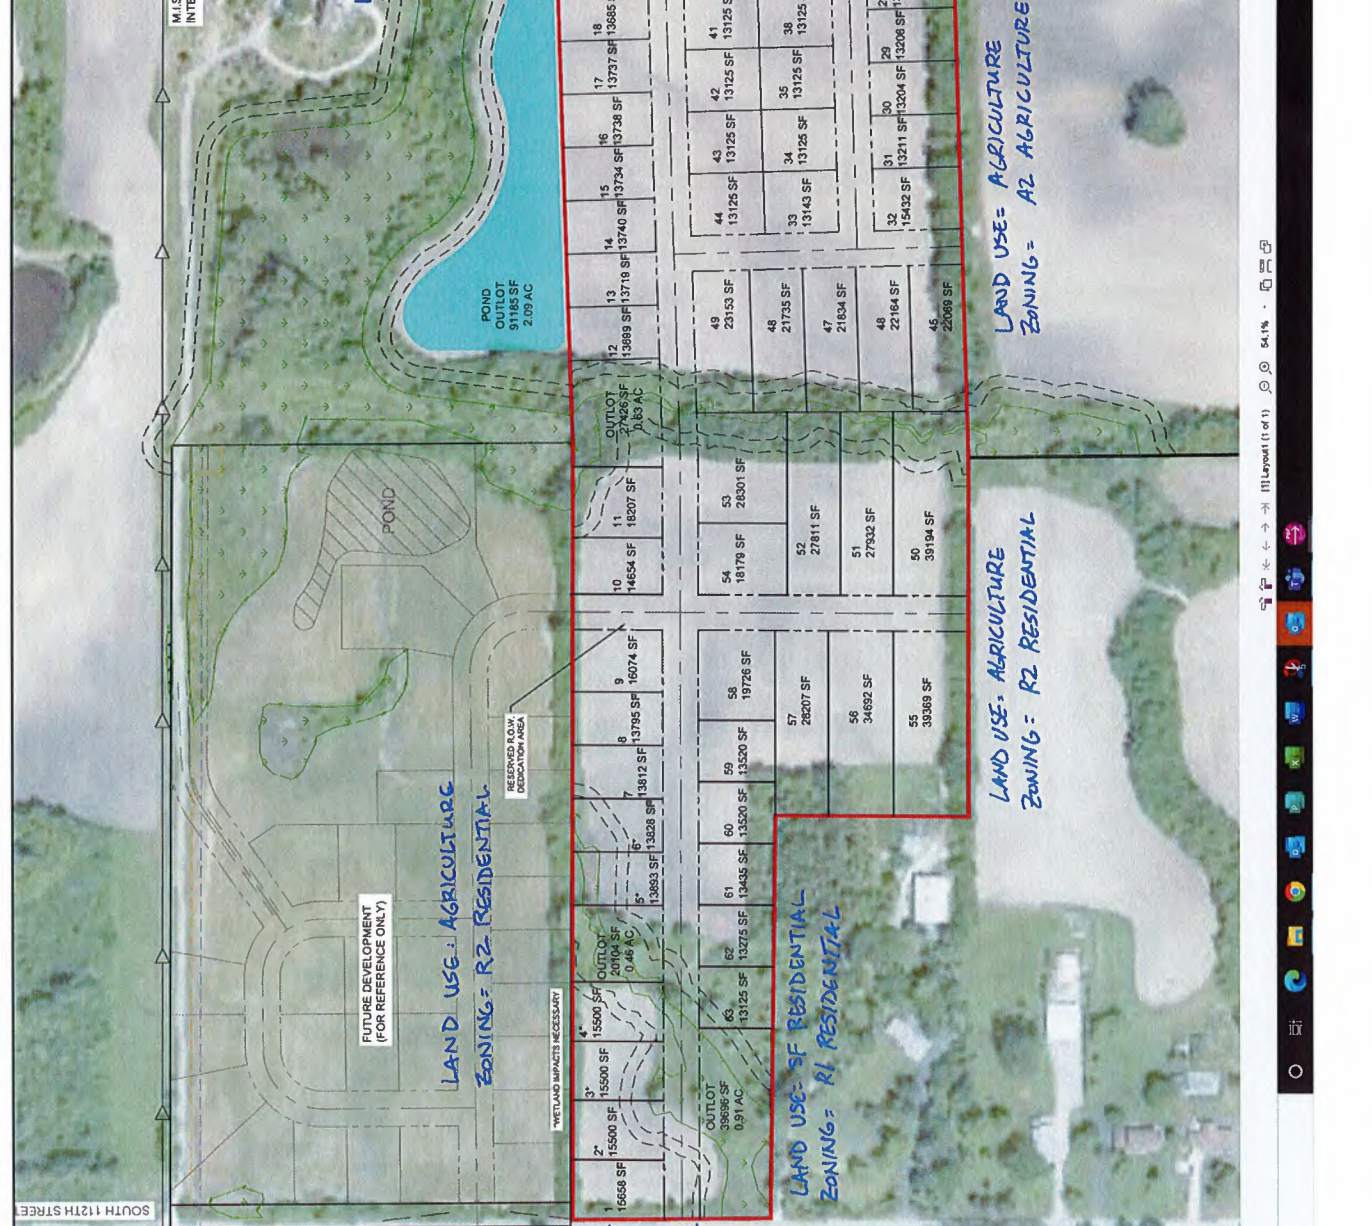 M.I.S
INTE
18
13685
17
13737 SF
16
13738 SF
15
13734 SF
14
13740 SF
13
13719 SF
12
13699 SF
POND
OUTLOT
91185 SF
2.09 AC
OUTLOT
27426 SF
0.63 AC
41
13125 S
42
13125 SF
43
13125 SF
44
13125 SF
38
13125
35
13125 SF
34
13125 SF
33
13143 SF
13206 SF
29
30
13204 SF
31
13211 SF
32
15432 SF
49
23153 SF
48
21735 SF
47
21834 SF
48
22164 SF
45
22069 SF
LAND USE= AGRICULTURE
ZONING= A2 AGRICULTURE
POND
11
18207 SF
10
14654 SF
53
28301 SF
54
18179 SF
52
27811 SF
51
27932 SF
50
39194 SF
LAND USE= AGRICULTURE
ZONING= R2 RESIDENTIAL
RESERVED R.O.W.
DEDICATION AREA
9
16074 SF
8
13795 SF
7
13812 SF
6*
13828 SF
5*
13893 SF
58
19726 SF
59
13520 SF
60
13520 SF
61
13435 SF
62
13275 SF
63
13125 SF
57
28207 SF
56
34692 SF
55
39369 SF
FUTURE DEVELOPMENT
(FOR REFERENCE ONLY)
LAND USE: AGRICULTURE
ZONING= R2 RESIDENTIAL
*WETLAND IMPACTS NECESSARY
OUTLOT
20104 SF
0.46 AC
4*
15500 SF
3*
15500 SF
2*
15500 SF
1
15658 SF
OUTLOT
39696 SF
0.91 AC
LAND USE= SF RESIDENTIAL
ZONING= R1 RESIDENTIAL
SOUTH 112TH STREET
[1] Layout1 (1 of 1)
54.1%